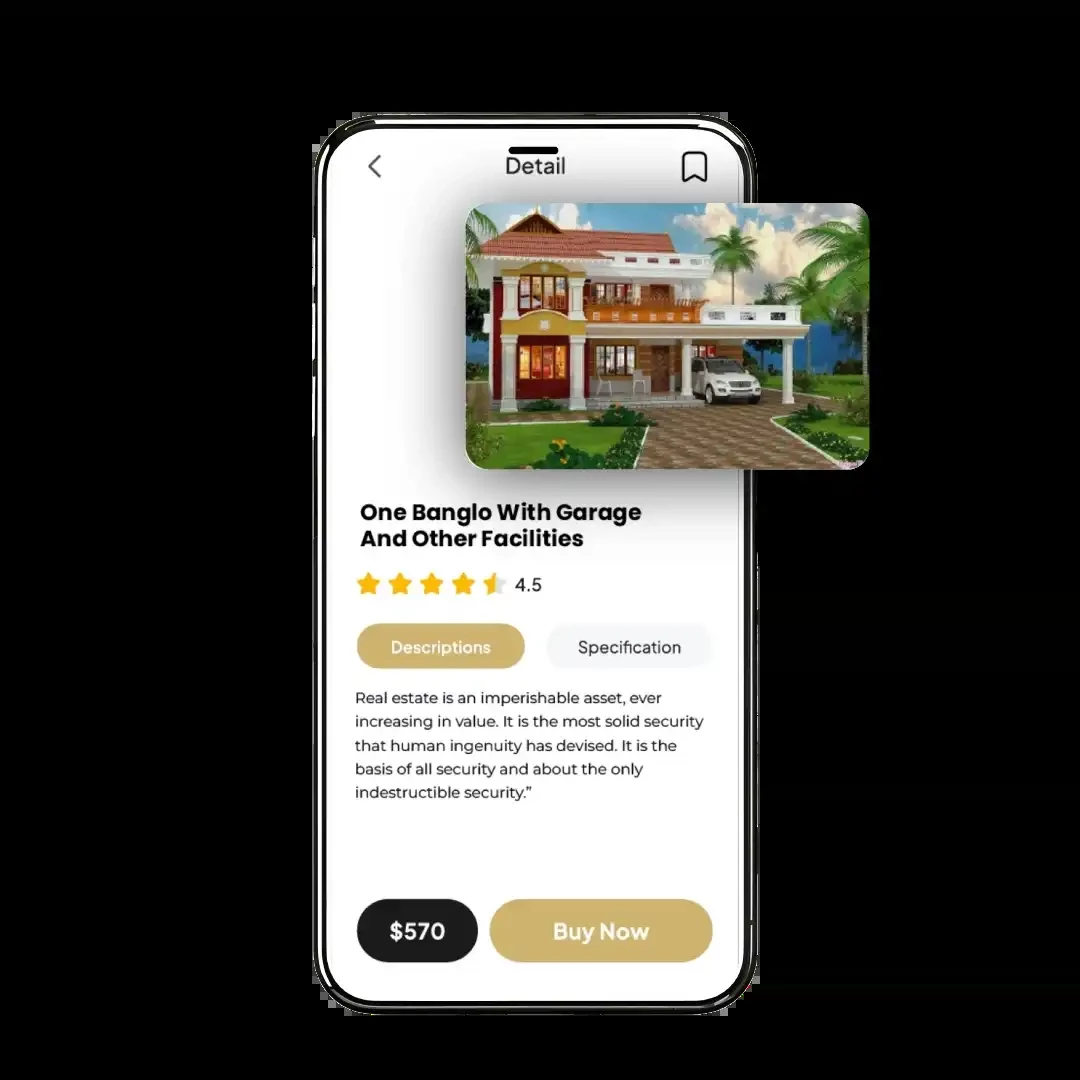 Detail
One Banglo With Garage
And Other Facilities
4.5
Descriptions
Specification
Real estate is an imperishable asset, ever
increasing in value. It is the most solid security
that human ingenuity has devised. It is the
basis of all security and about the only
indestructible security.”
$570
Buy Now